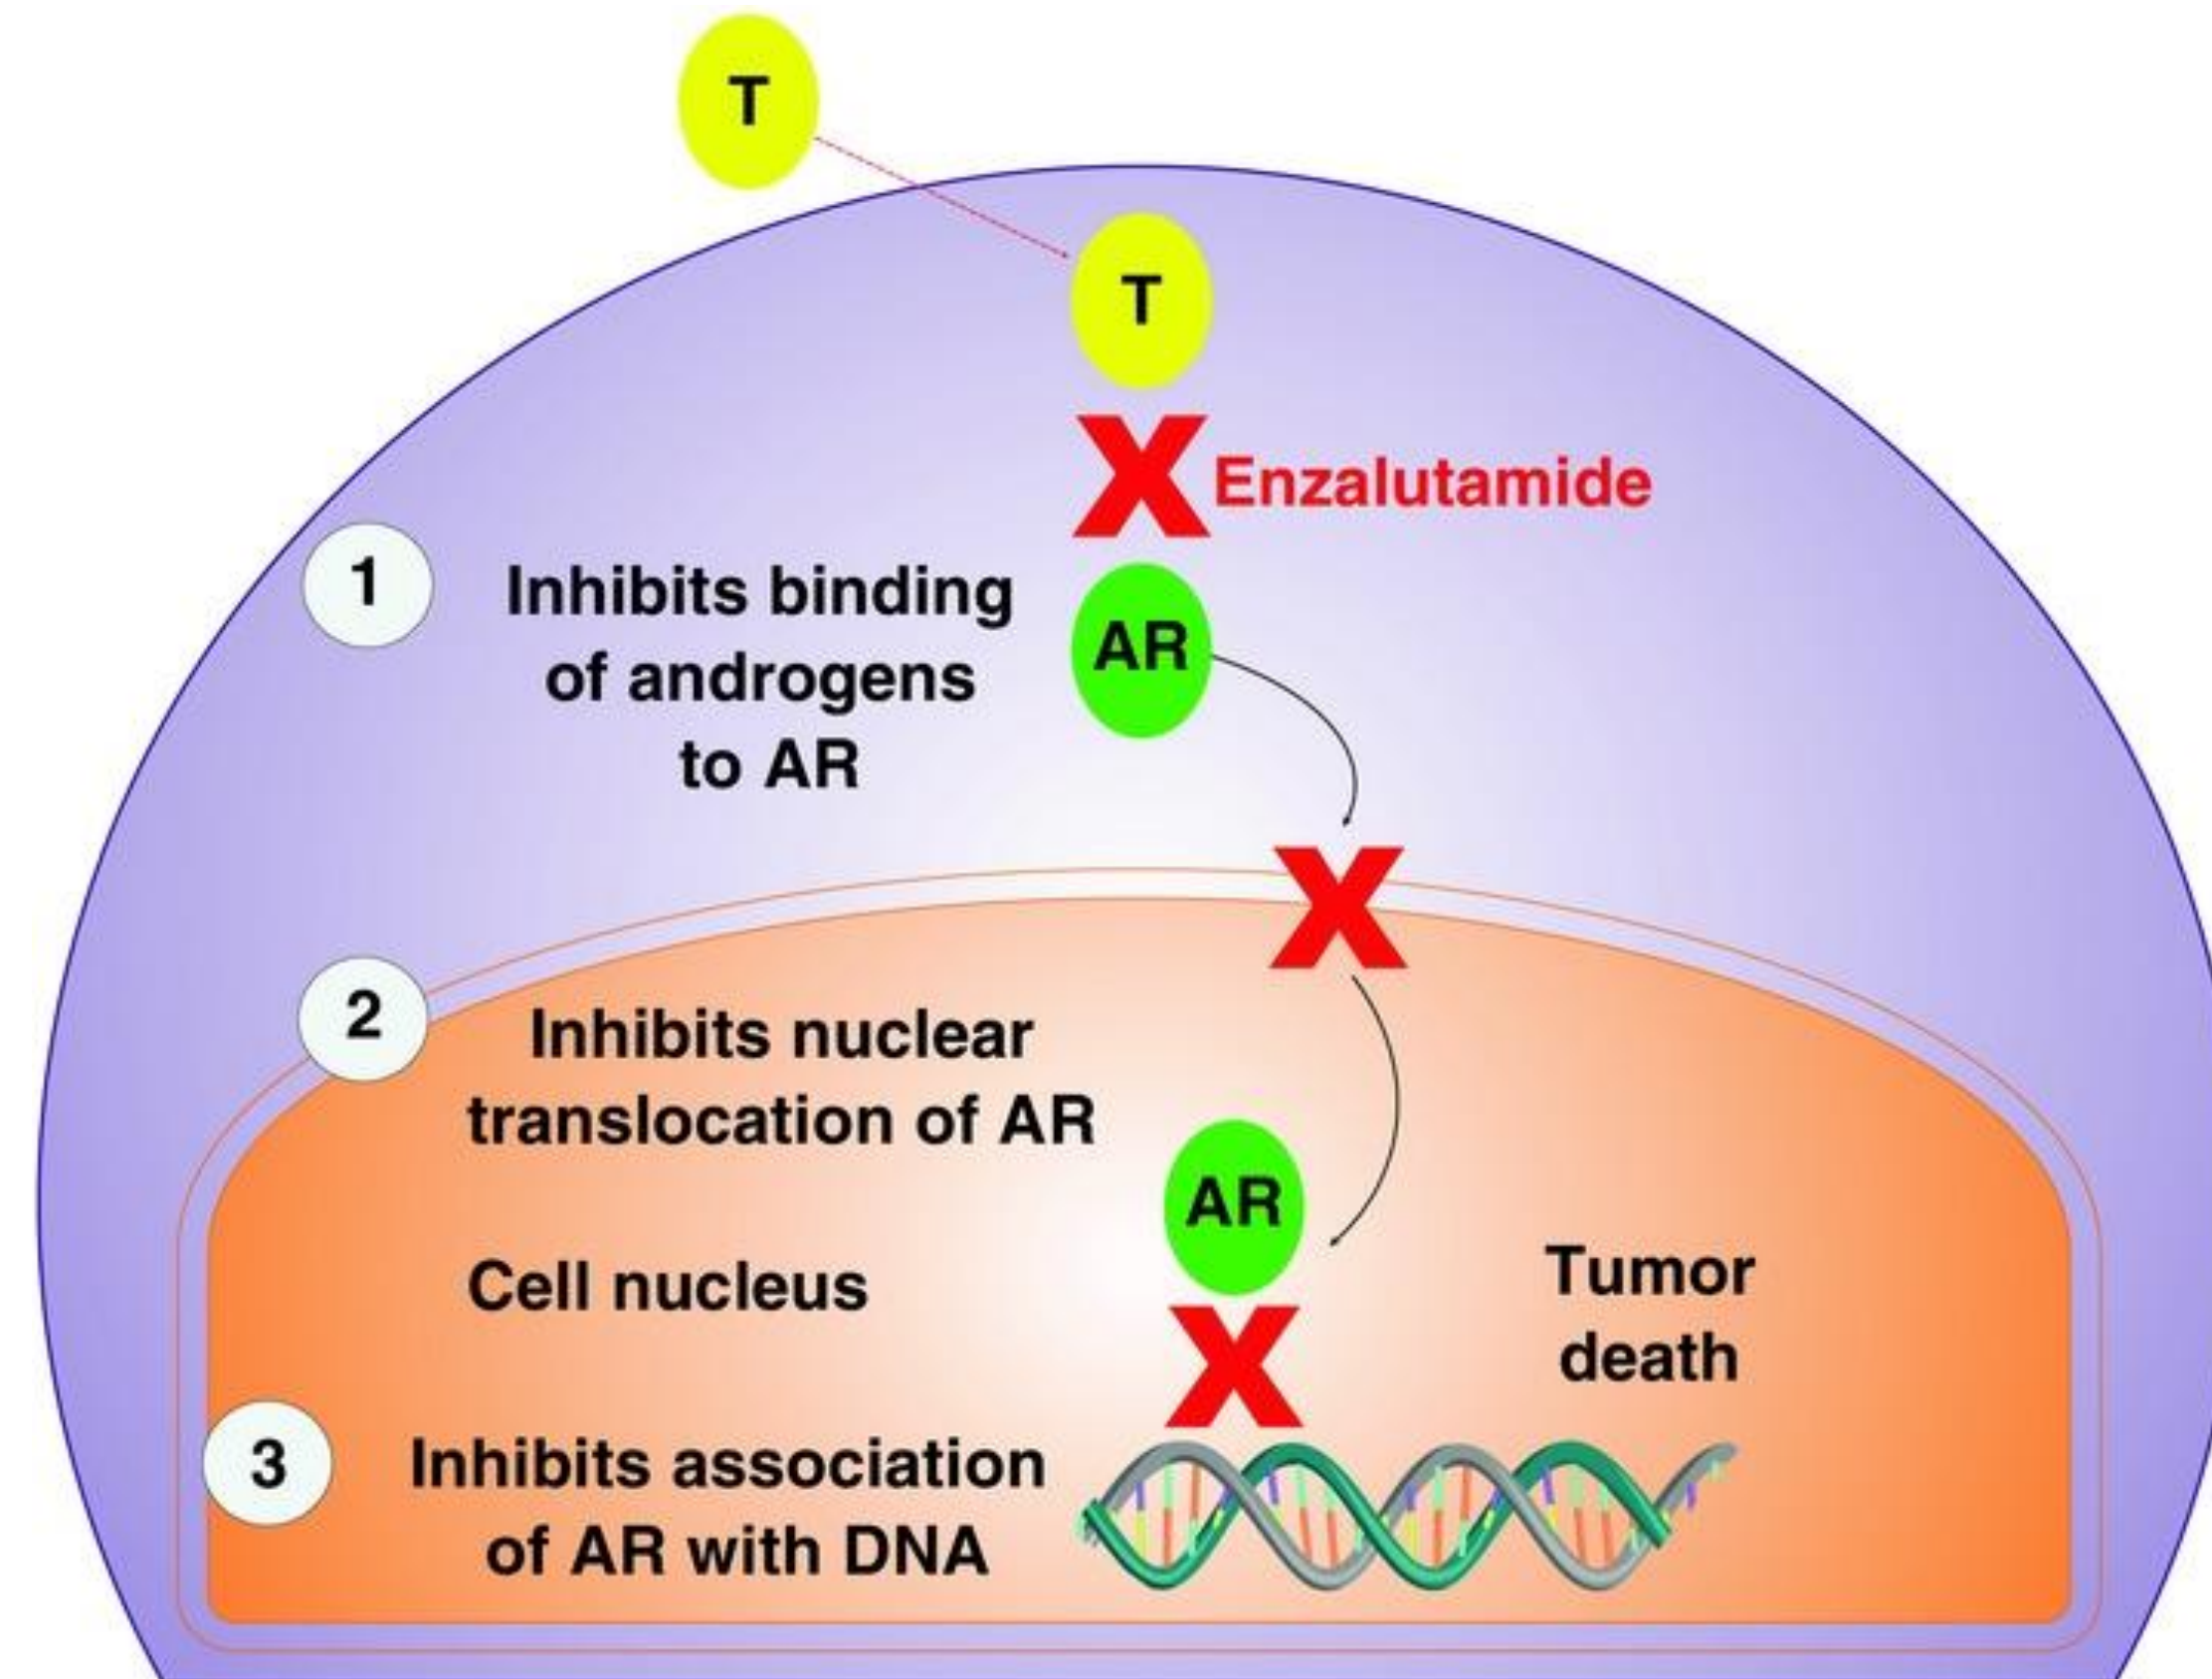 T
T
X Enzalutamide
1
Inhibits binding
of androgens
to AR
AR
X
2
Inhibits nuclear
translocation of AR
AR
Cell nucleus
X
Tumor
death
3
Inhibits association
of AR with DNA